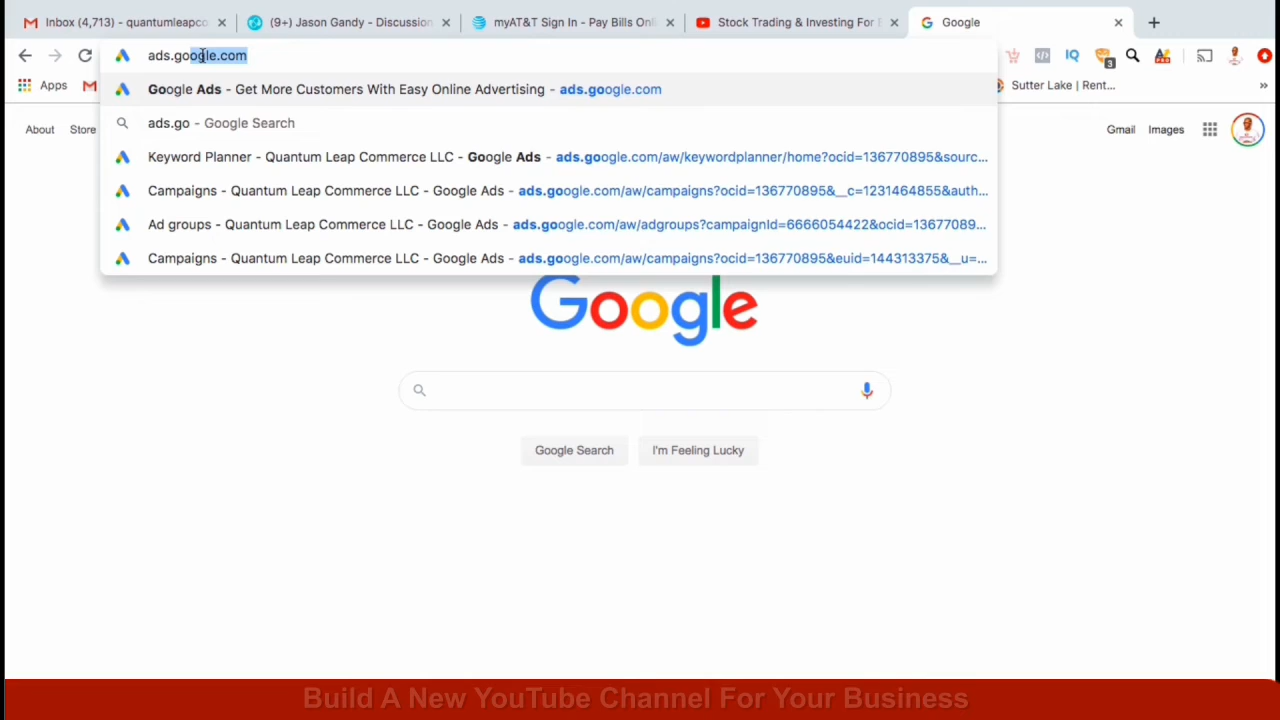 Inbox (4,713) - quantumleapco
(9+) Jason Gandy - Discussion
myAT&T Sign In - Pay Bills Onli
Stock Trading & Investing For B
Google
ads.google.com
Google Ads - Get More Customers With Easy Online Advertising - ads.google.com
ads.go - Google Search
Keyword Planner - Quantum Leap Commerce LLC - Google Ads - ads.google.com/aw/keywordplanner/home?ocid=136770895&sourc...
Campaigns - Quantum Leap Commerce LLC - Google Ads - ads.google.com/aw/campaigns?ocid=136770895&__c=1231464855&auth...
Ad groups - Quantum Leap Commerce LLC - Google Ads - ads.google.com/aw/adgroups?campaignId=6666054422&ocid=13677089...
Campaigns - Quantum Leap Commerce LLC - Google Ads - ads.google.com/aw/campaigns?ocid=136770895&euid=144313375&__u=...
IQ
3
Apps
Sutter Lake | Rent...
»
About
Store
Gmail
Images
Google
Google Search
I'm Feeling Lucky
Build A New YouTube Channel For Your Business